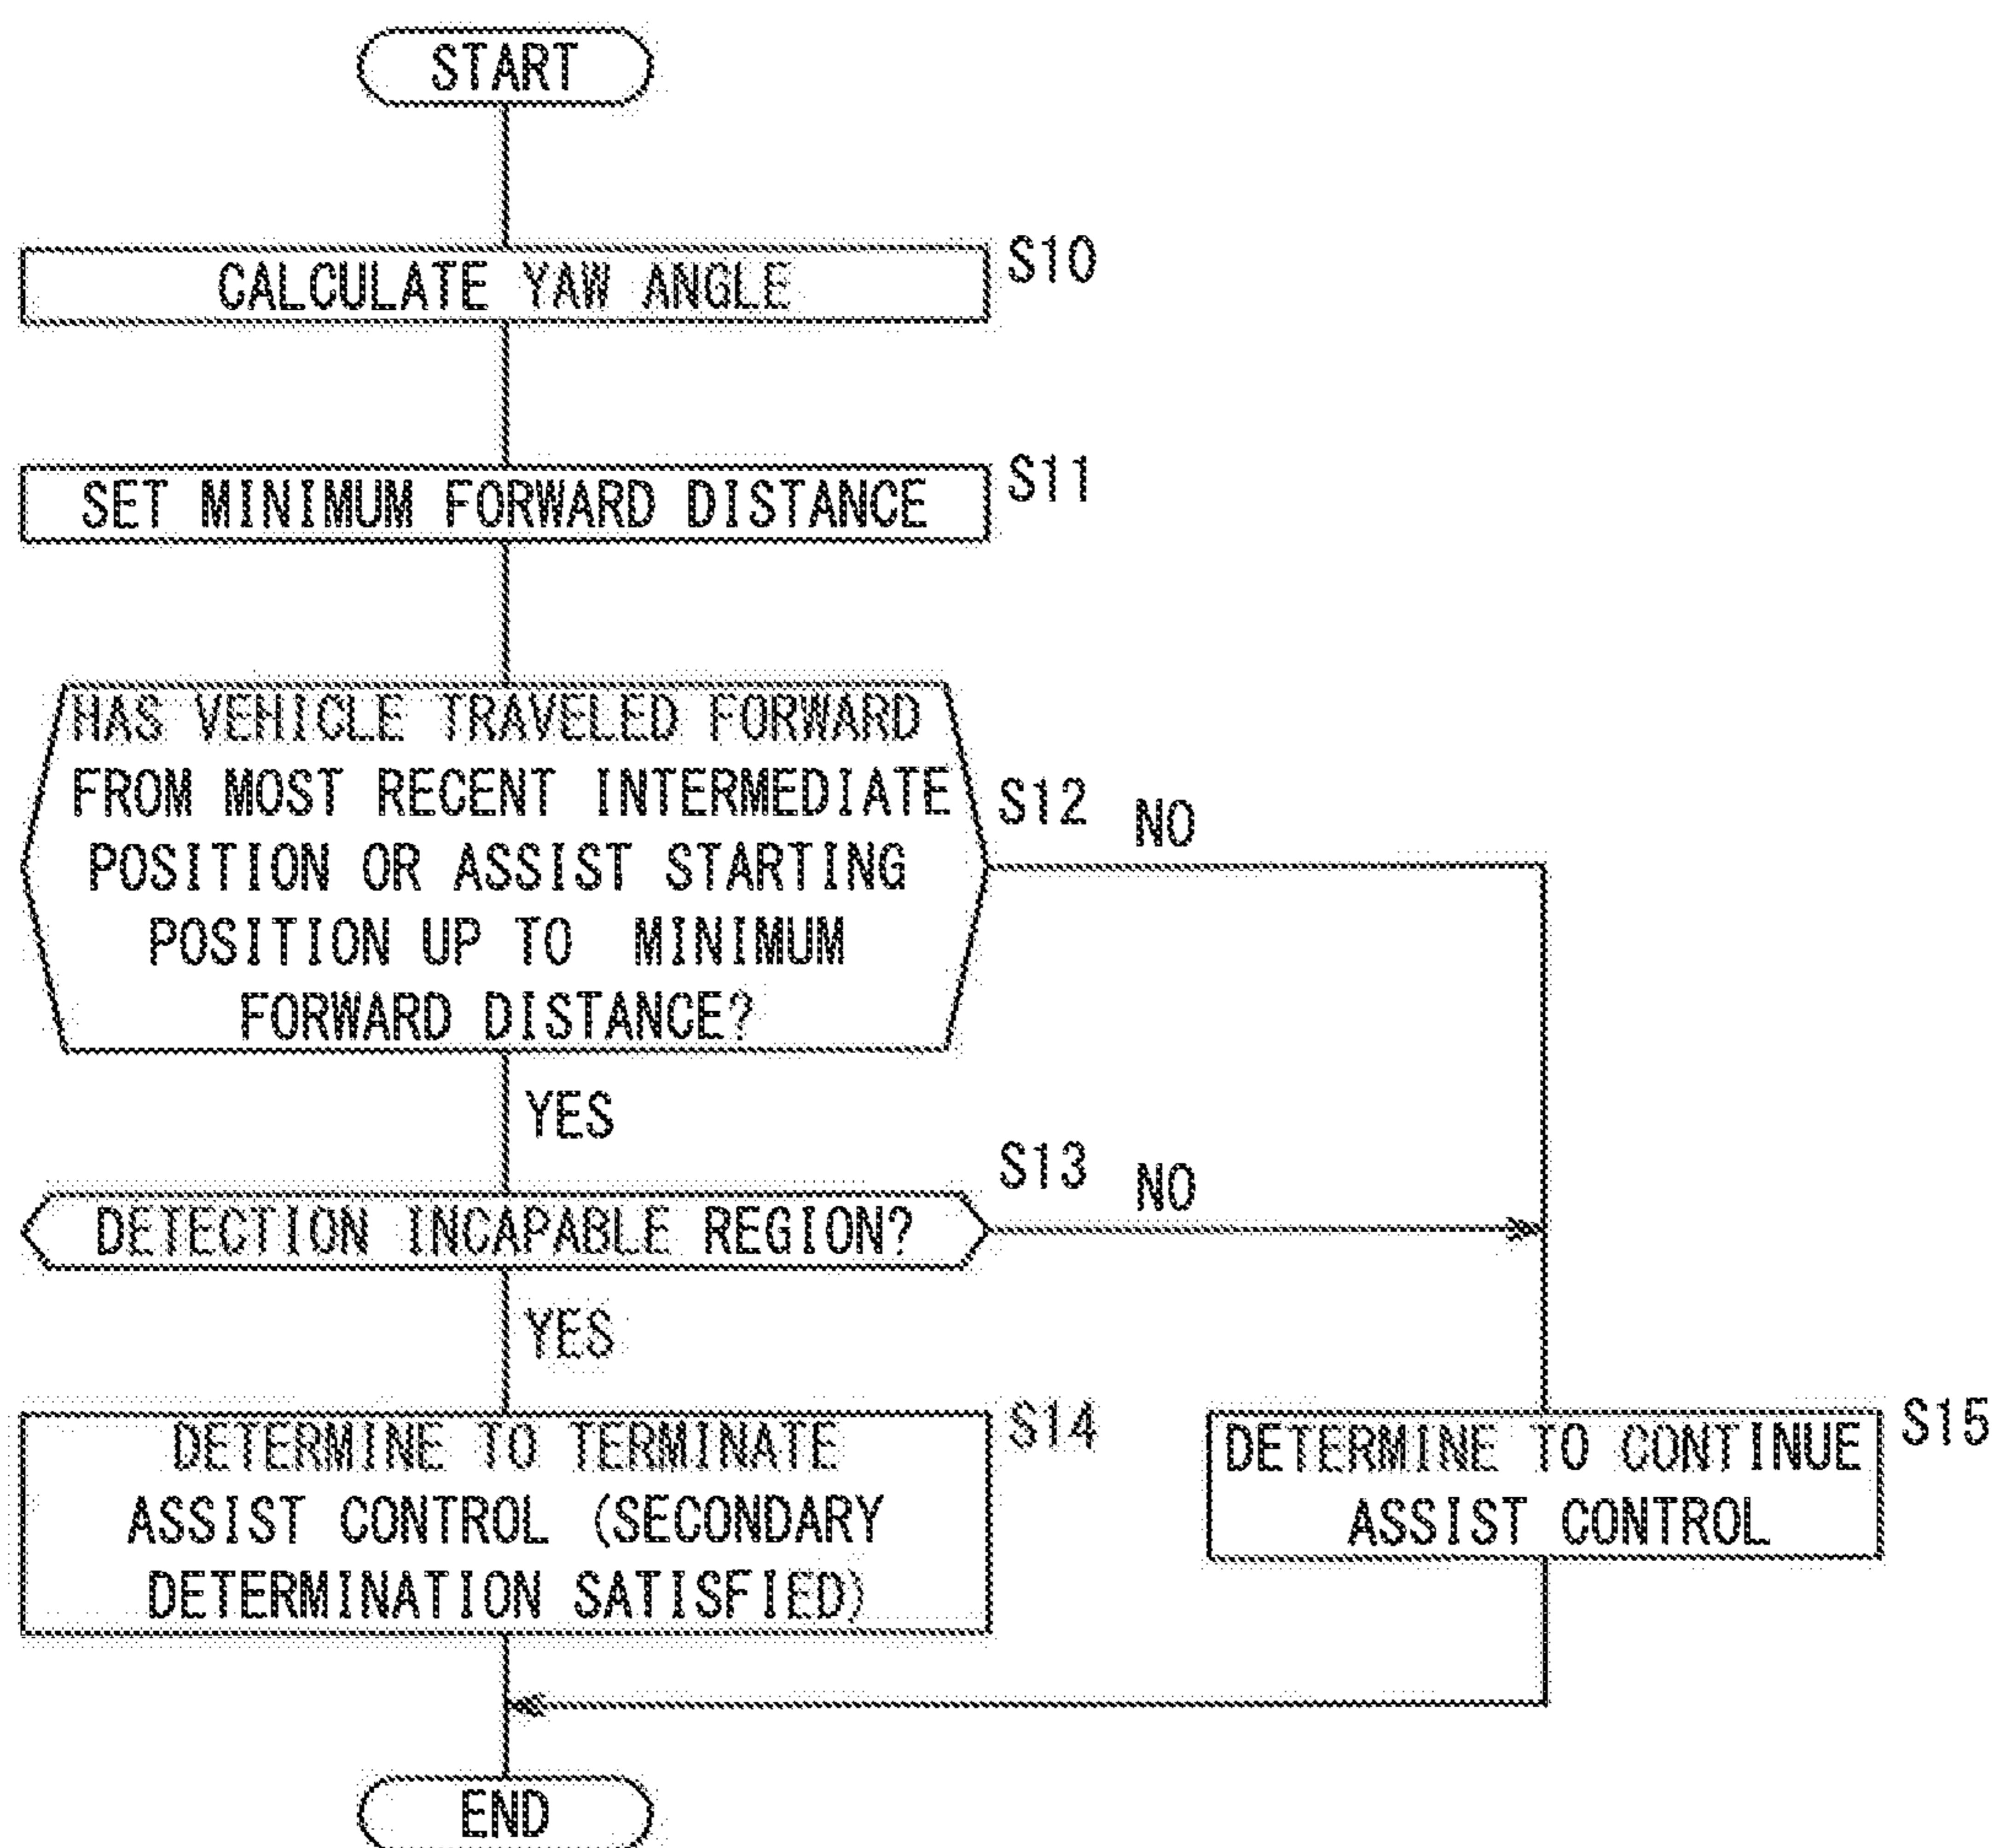 START
CALCULATE YAW ANGLE
S10
SET MINIMUM FORWARD DISTANCE
S11
HAS VEHICLE TRAVELED FORWARD
FROM MOST RECENT INTERMEDIATE
POSITION OR ASSIST STARTING
POSITION UP TO MINIMUM
FORWARD DISTANCE?
S12
NO
YES
DETECTION INCAPABLE REGION?
S13
NO
YES
DETERMINE TO TERMINATE
ASSIST CONTROL (SECONDARY
DETERMINATION SATISFIED)
S14
DETERMINE TO CONTINUE
ASSIST CONTROL
S15
END